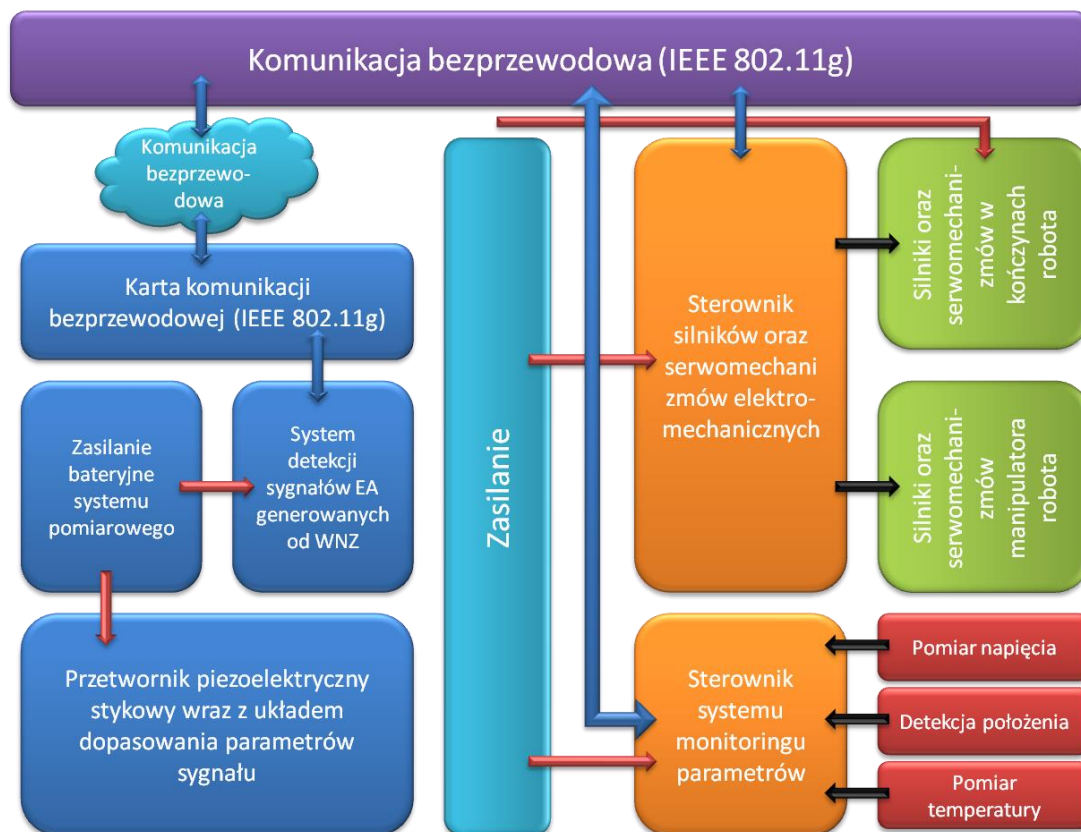 Komunikacja bezprzewodowa (IEEE 802.11g)
Komunikacja
bezprzewo-
dowa
Karta komunikacji
bezprzewodowej (IEEE 802.11g)
Zasilanie
bateryjne
systemu
pomiarowego
System
detekcji
sygnałów EA
generowanych
od WNZ
Przetwornik piezoelektryczny
stykowy wraz z układem
dopasowania parametrów
sygnału
Zasilanie
Sterownik
silników oraz
serwomechani
zmów elektro-
mechanicznych
Silniki oraz
serwomechani-
zmów w
kończynach
robota
Silniki oraz
serwomechani-
zmów
manipulatora
robota
Sterownik
systemu
monitoringu
parametrów
Pomiar napięcia
Detekcja położenia
Pomiar
temperatury